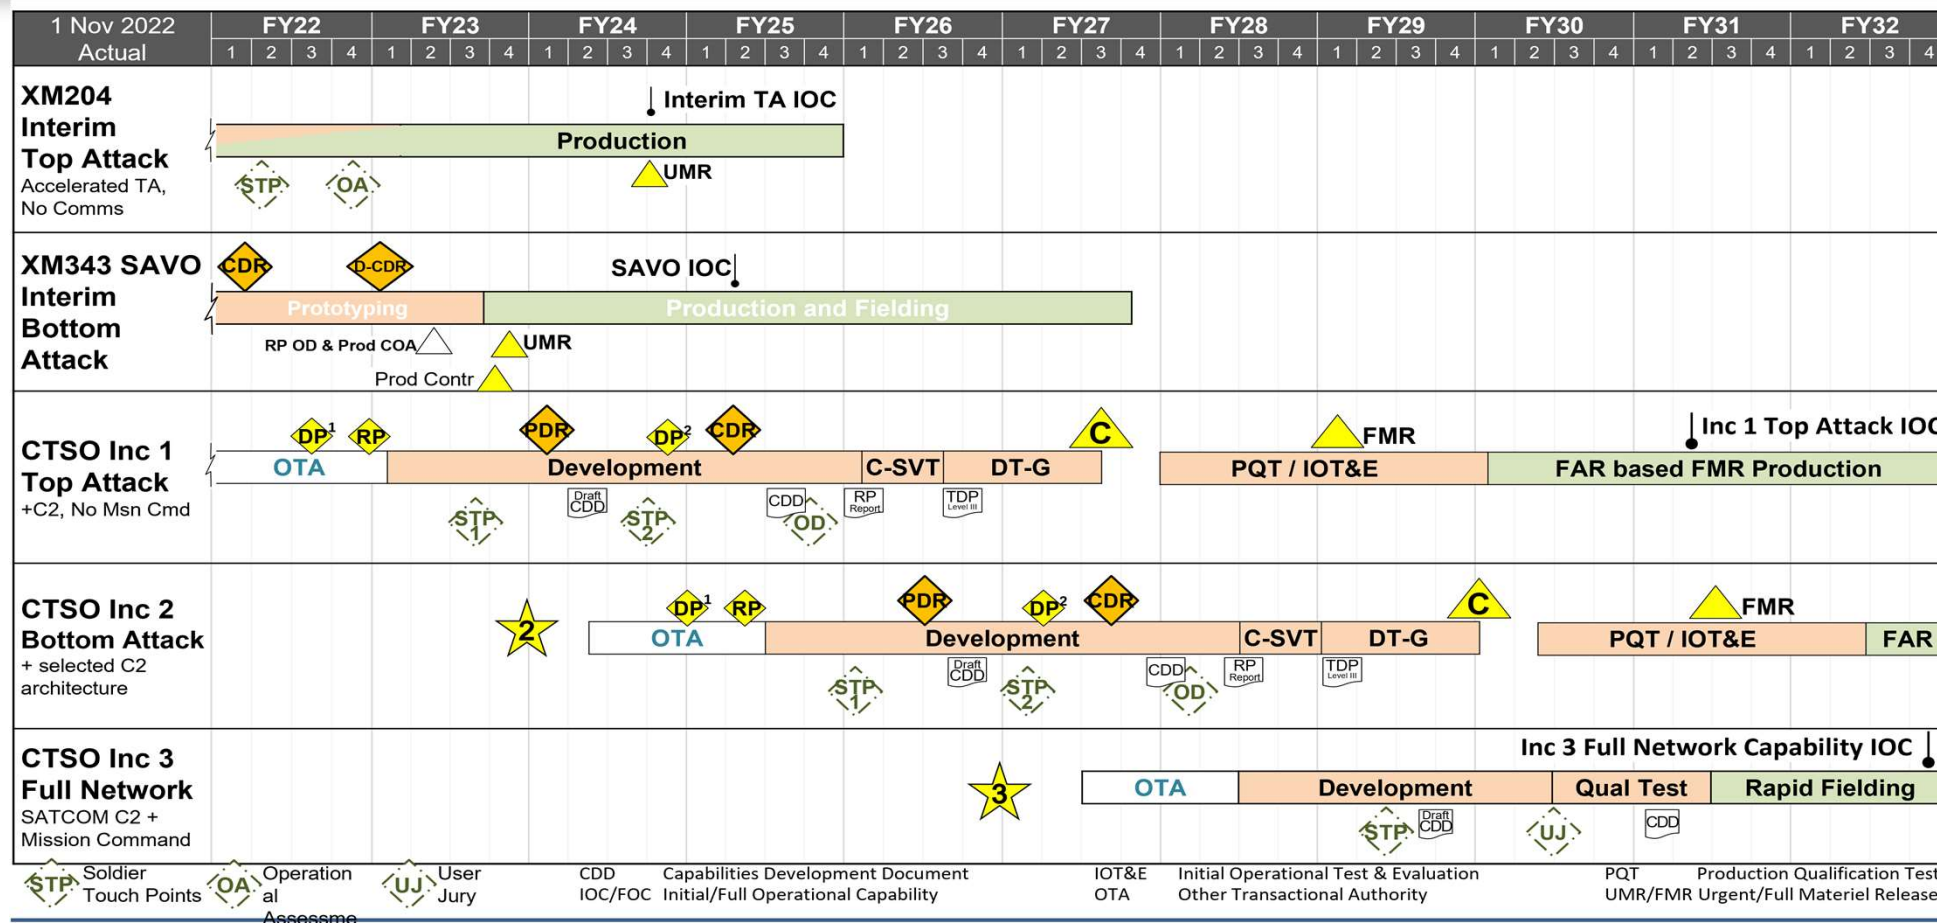 1 Nov 2022 FY22 FY23 FY24 FY25 FY26 FY27 FY28 FY29 FY30 FY31 FY32
Actual 1 2 3 4 1 2 3 4 1 2 3 4 1 2 3 4 1 2 3 4 1 2 3 4 1 2 3 4 1 2 3 4 1 2 3 4 1 2 3 4 1 2 3 4
XM204
Interim
Top Attack
Accelerated TA,
No Comms
Interim TA IOC
Production
STP OA UMR
XM343 SAVO
Interim
Bottom
Attack
CDR D-CDR SAVO IOC
Prototyping Production and Fielding
RP OD & Prod COA UMR
Prod Contr
CTSO Inc 1
Top Attack
+C2, No Msn Cmd
DP1 RP PDR DP2 CDR C FMR Inc 1 Top Attack IOC
OTA Development C-SVT DT-G PQT / IOT&E FAR based FMR Production
Draft CDD CDD RP Report TDP Level III
STP 1 STP 2 OD
CTSO Inc 2
Bottom Attack
+ selected C2
architecture
2 DP1 RP PDR DP2 CDR C FMR
OTA Development C-SVT DT-G PQT / IOT&E FAR
Draft CDD CDD RP Report TDP Level III
STP 1 STP 2 OD
CTSO Inc 3
Full Network
SATCOM C2 +
Mission Command
Inc 3 Full Network Capability IOC
3 OTA Development Qual Test Rapid Fielding
STP Draft CDD UJ CDD
STP Soldier
Touch Points
OA Operation
al
Assessme
UJ User
Jury
CDD Capabilities Development Document
IOC/FOC Initial/Full Operational Capability
IOT&E Initial Operational Test & Evaluation
OTA Other Transactional Authority
PQT Production Qualification Test
UMR/FMR Urgent/Full Materiel Release